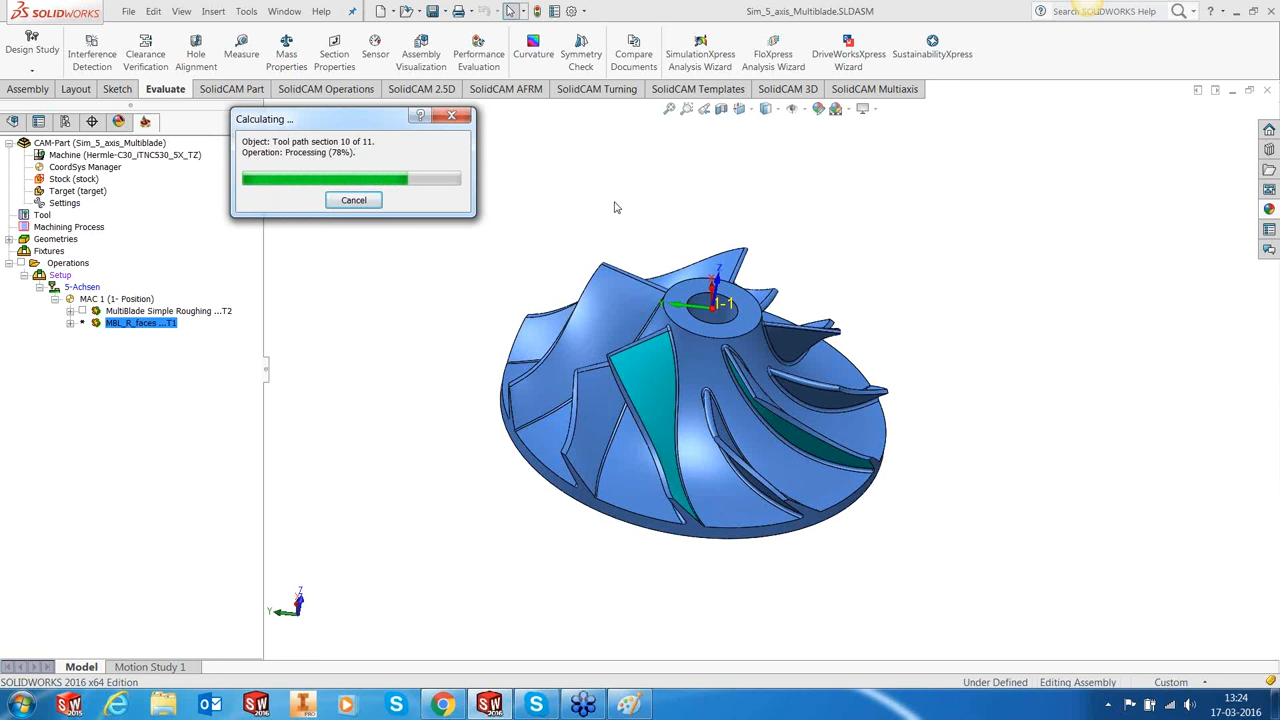 SOLIDWORKS
File
Edit
View
Insert
Tools
Window
Help
Sim_5_axis_Multiblade.SLDASM
Search SOLIDWORKS Help
Design Study
Interference Detection
Clearance Verification
Hole Alignment
Measure
Mass Properties
Section Properties
Sensor
Assembly Visualization
Performance Evaluation
Curvature
Symmetry Check
Compare Documents
SimulationXpress Analysis Wizard
FloXpress Analysis Wizard
DriveWorksXpress Wizard
SustainabilityXpress
Assembly
Layout
Sketch
Evaluate
SolidCAM Part
SolidCAM Operations
SolidCAM 2.5D
SolidCAM AFRM
SolidCAM Turning
SolidCAM Templates
SolidCAM 3D
SolidCAM Multiaxis
Calculating ...
Object: Tool path section 10 of 11.
Operation: Processing (78%).
Cancel
CAM-Part (Sim_5_axis_Multiblade)
Machine (Hermle-C30_iTNC530_5X_TZ)
CoordSys Manager
Stock (stock)
Target (target)
Settings
Tool
Machining Process
Geometries
Fixtures
Operations
Setup
5-Achsen
MAC 1 (1- Position)
MultiBlade Simple Roughing ...T2
MBL_R_faces ...T1
Z
X
1-1
Z
Y
Model
Motion Study 1
SOLIDWORKS 2016 x64 Edition
Under Defined
Editing Assembly
Custom
13:24
17-03-2016